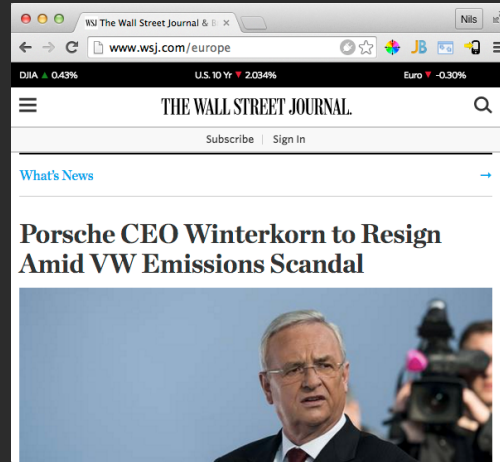 WSJ The Wall Street Journal & B
Nils
www.wsj.com/europe
JB
DJIA ▲ 0.43% U.S. 10 Yr ▼ 2.034% Euro ▼ -0.30%
THE WALL STREET JOURNAL.
Subscribe | Sign In
What's News →
Porsche CEO Winterkorn to Resign
Amid VW Emissions Scandal